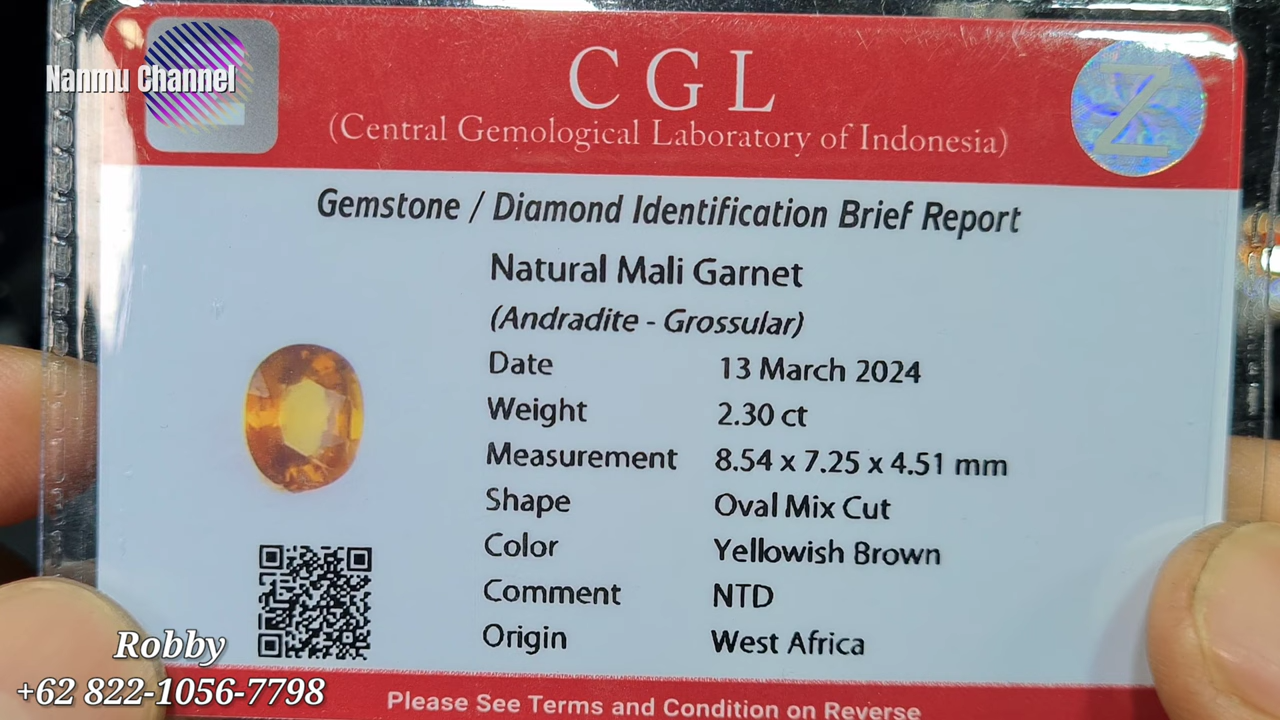 Nanmu Channel
C G L
(Central Gemological Laboratory of Indonesia)
Z
Gemstone / Diamond Identification Brief Report
Natural Mali Garnet
(Andradite - Grossular)
Date 13 March 2024
Weight 2.30 ct
Measurement 8.54 x 7.25 x 4.51 mm
Shape Oval Mix Cut
Color Yellowish Brown
Comment NTD
Origin West Africa
Robby
+62 822-1056-7798
Please See Terms and Condition on Reverse